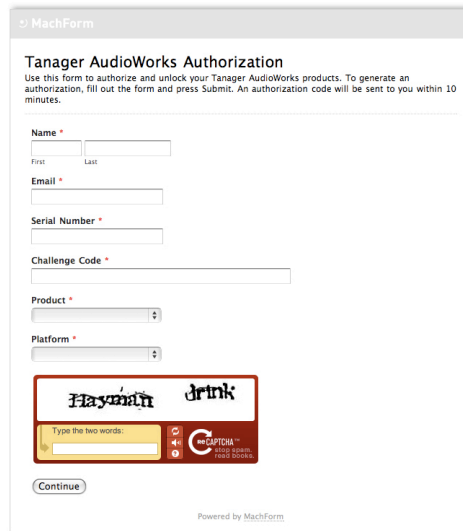 MachForm
Tanager AudioWorks Authorization
Use this form to authorize and unlock your Tanager AudioWorks products. To generate an
authorization, fill out the form and press Submit. An authorization code will be sent to you within 10
minutes.
Name *
First Last
Email *
Serial Number *
Challenge Code *
Product *
Platform *
Hayman drink
Type the two words:
reCAPTCHA™
stop spam.
read books.
Continue
Powered by MachForm